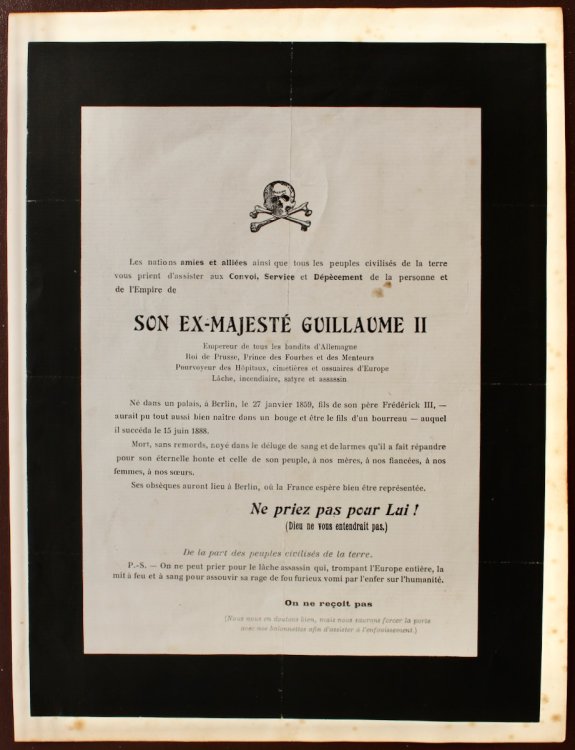 Les nations amies et alliées ainsi que tous les peuples civilisés de la terre
vous prient d'assister aux Convoi, Service et Dépècement de la personne et
de l'Empire de
SON EX-MAJESTÉ GUILLAUME II
Empereur de tous les bandits d'Allemagne
Roi de Prusse, Prince des Fourbes et des Menteurs
Pourvoyeur des Hôpitaux, cimetières et ossuaires d'Europe
Lâche, incendiaire, satyre et assassin
Né dans un palais, à Berlin, le 27 janvier 1859, fils de son père Frédérick III, —
aurait pu tout aussi bien naître dans un bouge et être le fils d'un bourreau — auquel
il succéda le 15 juin 1888.
Mort, sans remords, noyé dans le déluge de sang et de larmes qu'il a fait répandre
pour son éternelle honte et celle de son peuple, à nos mères, à nos fiancées, à nos
femmes, à nos sœurs.
Ses obsèques auront lieu à Berlin, où la France espère bien être représentée.
Ne priez pas pour Lui !
(Dieu ne vous entendrait pas.)
De la part des peuples civilisés de la terre.
P.-S. — On ne peut prier pour le lâche assassin qui, trompant l'Europe entière, la
mit à feu et à sang pour assouvir sa rage de fou furieux vomi par l'enfer sur l'humanité.
On ne reçoit pas
(Nous nous en doutons bien, mais nous saurons forcer la porte
avec nos baïonnettes afin d'assister à l'enfouissement.)